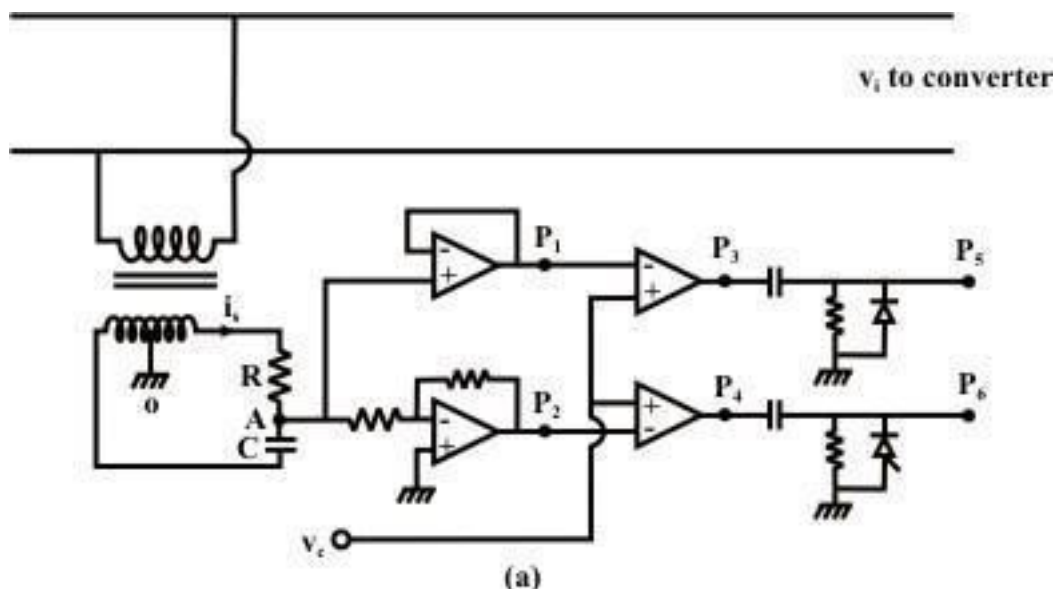 vᵢ to converter
P₁
P₃
P₅
iₛ
R
o
A
P₂
P₄
P₆
C
v꜀
(a)
- +
- +
- +
+ -